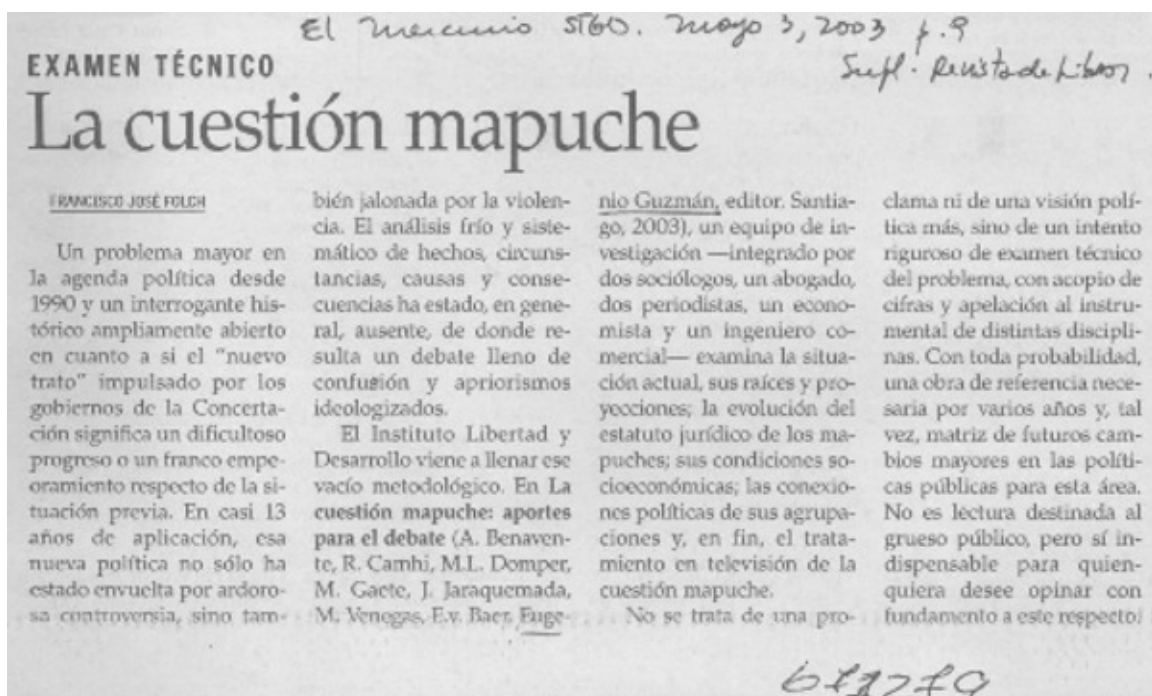 El Mercurio STGO. Mayo 3, 2003 p.9
Supl. Revista de Libros.
EXAMEN TÉCNICO
La cuestión mapuche
FRANCISCO JOSÉ FOLCH
Un problema mayor en
la agenda política desde
1990 y un interrogante his-
tórico ampliamente abierto
en cuanto a si el "nuevo
trato" impulsado por los
gobiernos de la Concerta-
ción significa un dificultoso
progreso o un franco empe-
oramiento respecto de la si-
tuación previa. En casi 13
años de aplicación, esa
nueva política no sólo ha
estado envuelta por ardoro-
sa controversia, sino tam-
bién jalonada por la violen-
cia. El análisis frío y siste-
mático de hechos, circuns-
tancias, causas y conse-
cuencias ha estado, en gene-
ral, ausente, de donde re-
sulta un debate lleno de
confusión y apriorismos
ideologizados.
El Instituto Libertad y
Desarrollo viene a llenar ese
vacío metodológico. En La
cuestión mapuche: aportes
para el debate (A. Benaven-
te, R. Camhi, M.L. Domper,
M. Gaete, J. Jaraquemada,
M. Venegas, E.v. Baer, Euge-
nio Guzmán, editor. Santia-
go, 2003), un equipo de in-
vestigación —integrado por
dos sociólogos, un abogado,
dos periodistas, un econo-
mista y un ingeniero co-
mercial— examina la situa-
ción actual, sus raíces y pro-
yecciones; la evolución del
estatuto jurídico de los ma-
puches; sus condiciones so-
cioeconómicas; las conexio-
nes políticas de sus agrupa-
ciones y, en fin, el trata-
miento en televisión de la
cuestión mapuche.
No se trata de una pro-
clama ni de una visión polí-
tica más, sino de un intento
riguroso de examen técnico
del problema, con acopio de
cifras y apelación al instru-
mental de distintas discipli-
nas. Con toda probabilidad,
una obra de referencia nece-
saria por varios años y, tal
vez, matriz de futuros cam-
bios mayores en las políti-
cas públicas para esta área.
No es lectura destinada al
grueso público, pero sí in-
dispensable para quien-
quiera desee opinar con
fundamento a este respecto.